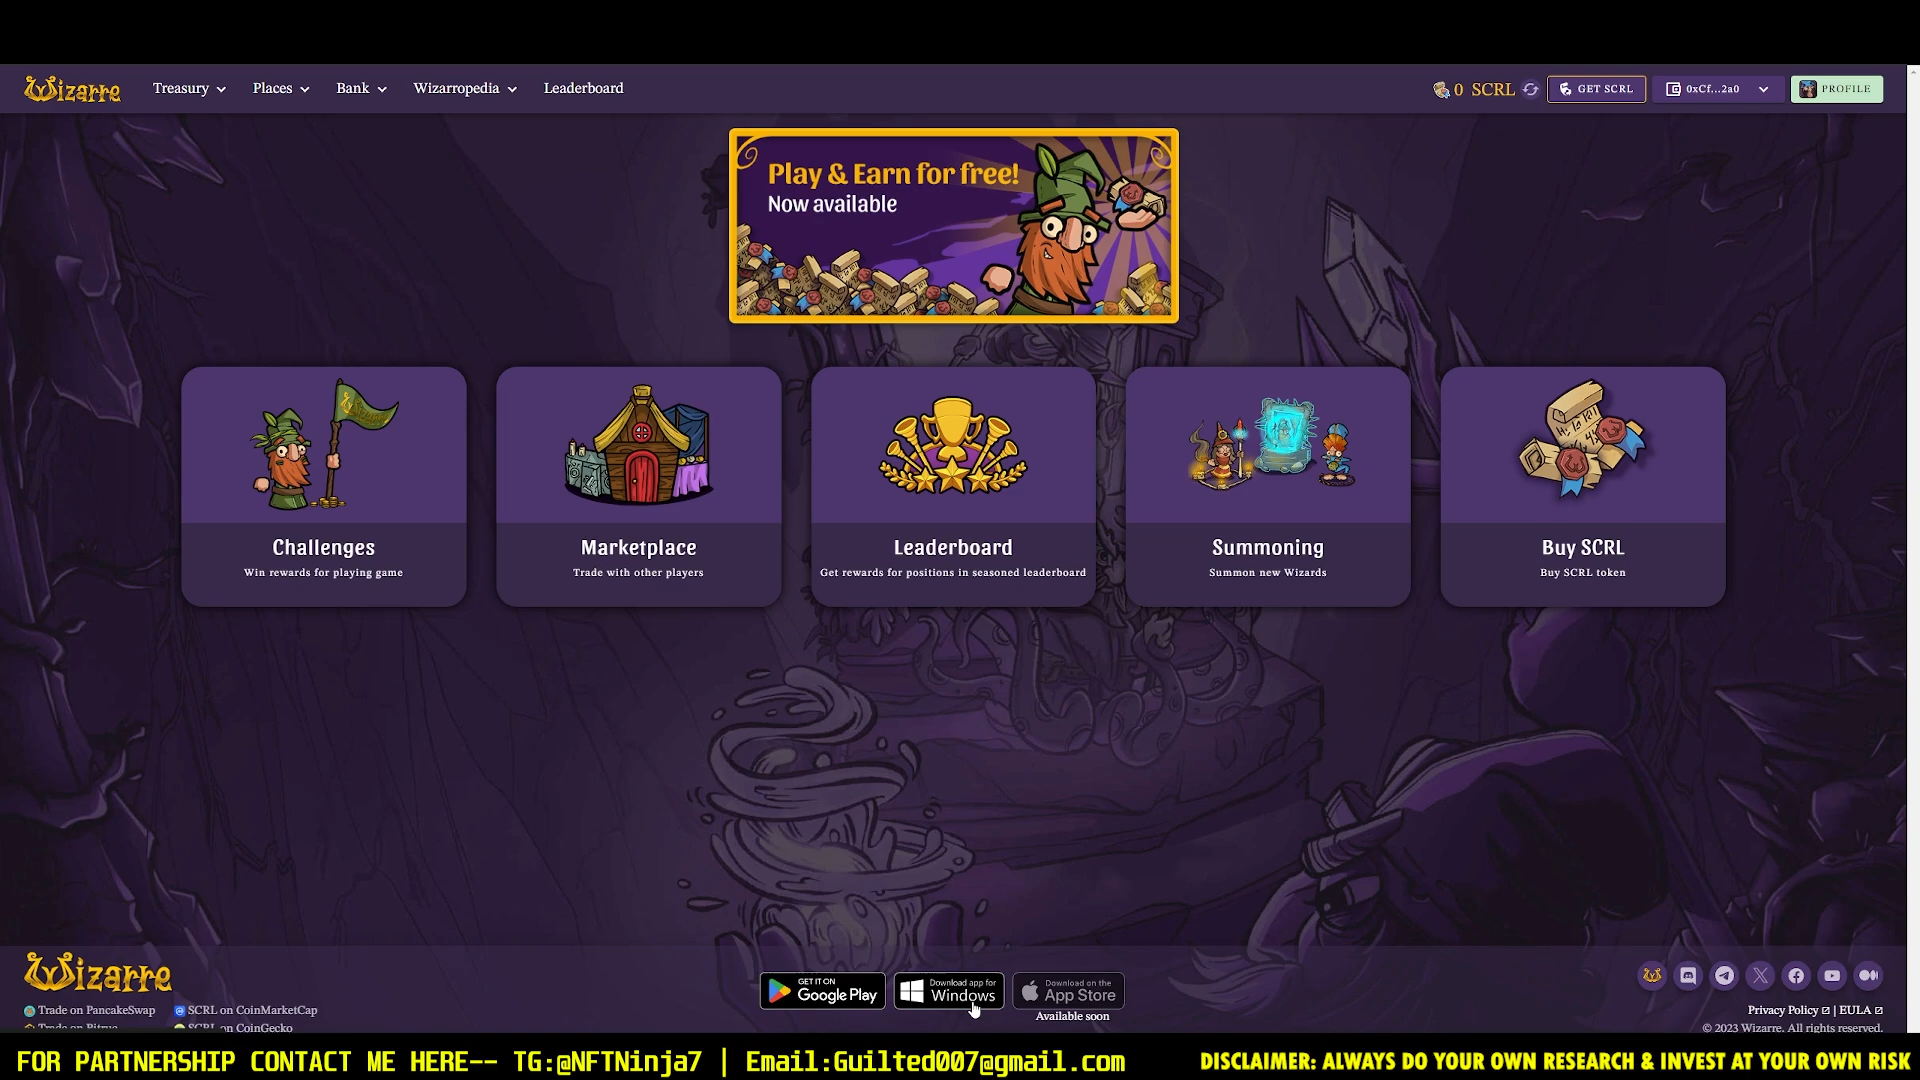 Wizarre
Treasury
Places
Bank
Wizarropedia
Leaderboard
0 SCRL
GET SCRL
0xCf...2a0
PROFILE
Play & Earn for free!
Now available
Challenges
Win rewards for playing game
Marketplace
Trade with other players
Leaderboard
Get rewards for positions in seasoned leaderboard
Summoning
Summon new Wizards
Buy SCRL
Buy SCRL token
Wizarre
Trade on PancakeSwap
SCRL on CoinMarketCap
Trade on Bitrue
SCRL on CoinGecko
GET IT ON
Google Play
Download app for
Windows
Download on the
App Store
Available soon
Privacy Policy | EULA
© 2023 Wizarre. All rights reserved.
FOR PARTNERSHIP CONTACT ME HERE-- TG:@NFTNinja7 | Email:Guilted007@gmail.com
DISCLAIMER: ALWAYS DO YOUR OWN RESEARCH & INVEST AT YOUR OWN RISK